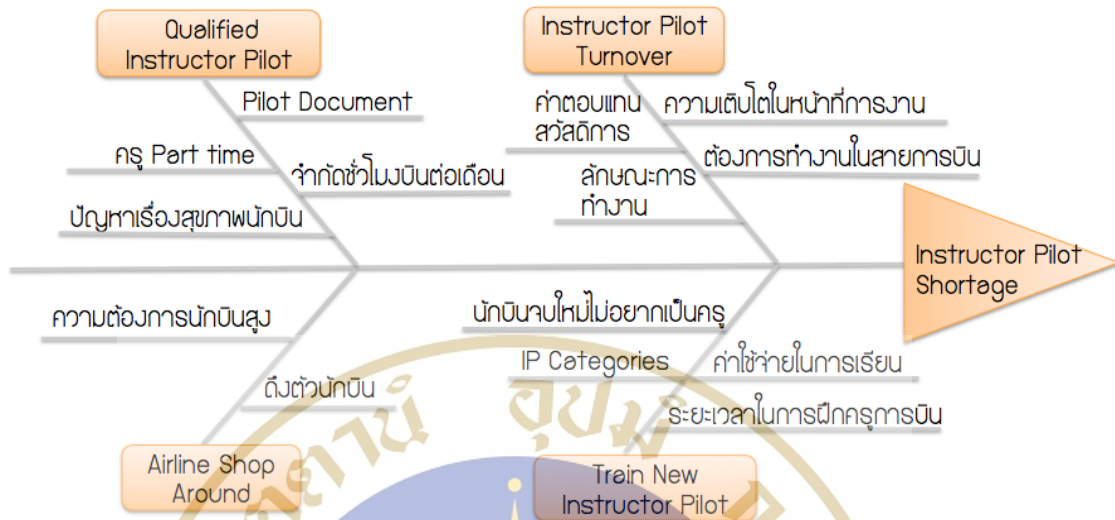 Qualified
Instructor Pilot
Instructor Pilot
Turnover
Pilot Document
ค่าตอบแทน
สวัสดิการ
ความเติบโตในหน้าที่การงาน
ครู Part time
จำกัดชั่วโมงบินต่อเดือน
ต้องการทำงานในสายการบิน
ลักษณะการ
ทำงาน
ปัญหาเรื่องสุขภาพนักบิน
Instructor Pilot
Shortage
ความต้องการนักบินสูง
นักบินจบใหม่ไม่อยากเป็นครู
IP Categories
ค่าใช้จ่ายในการเรียน
ดึงตัวนักบิน
ระยะเวลาในการฝึกครูการบิน
Airline Shop
Around
Train New
Instructor Pilot